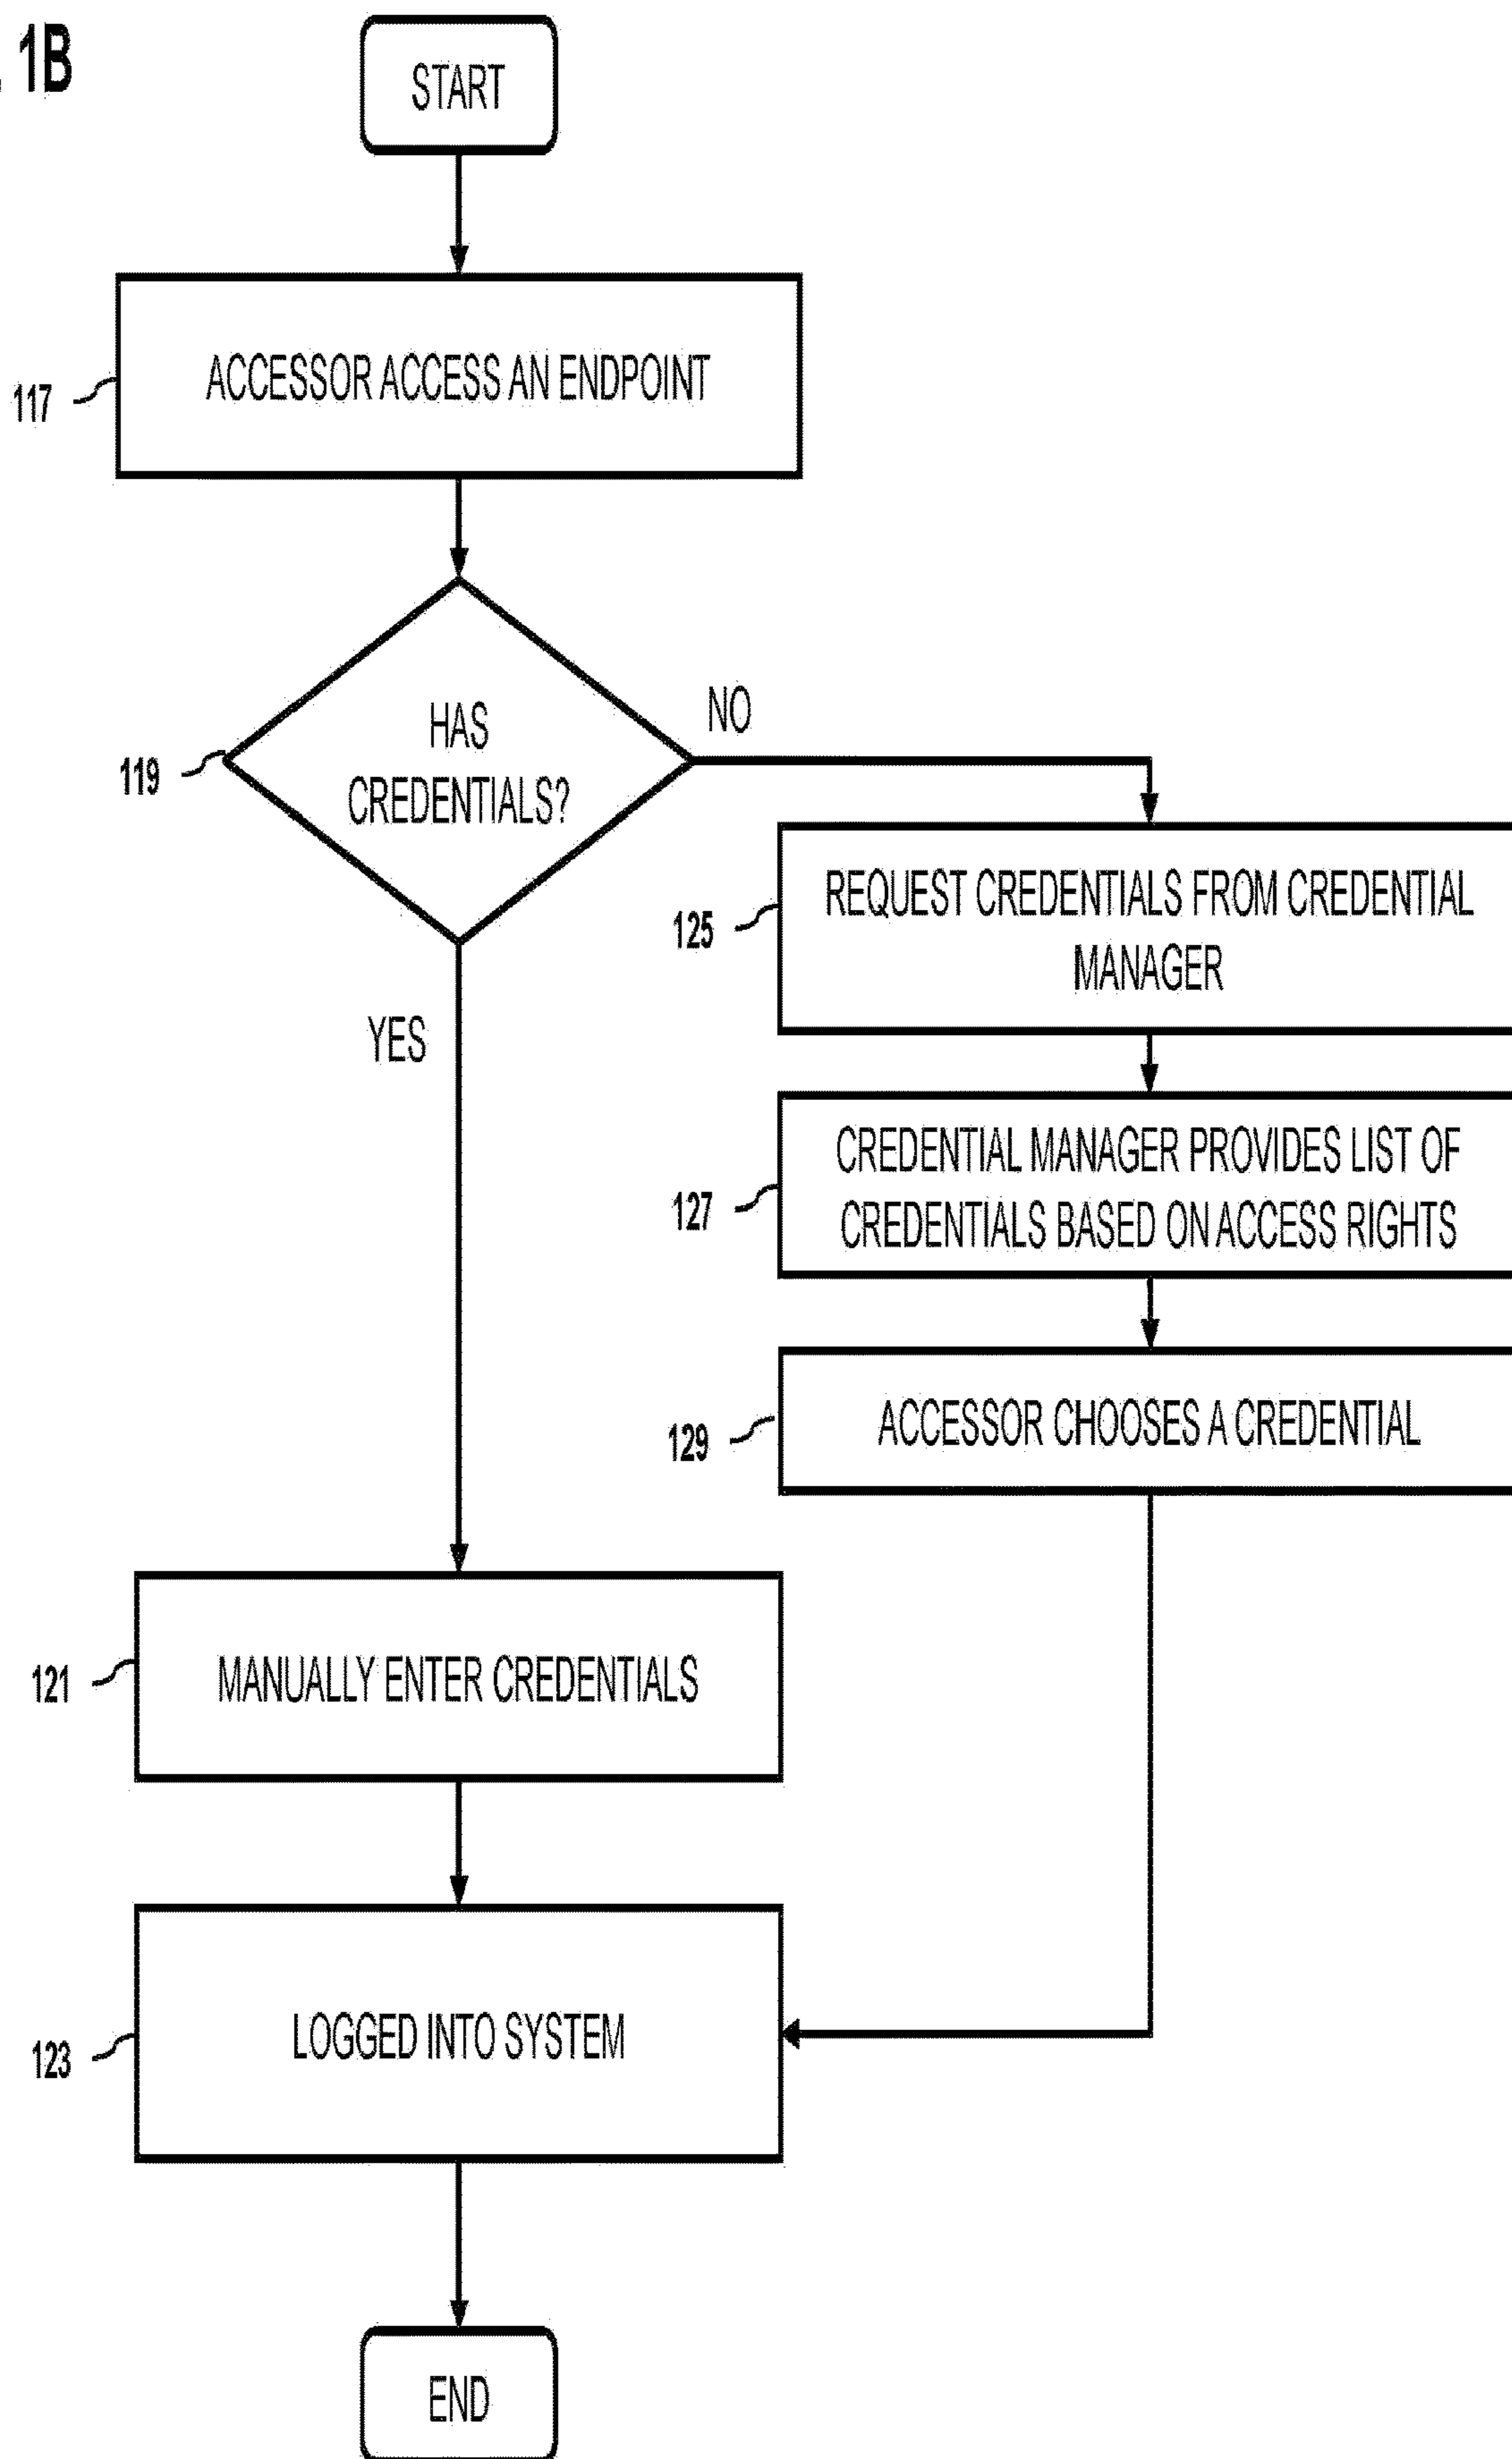 . 1B
START
117
ACCESSOR ACCESS AN ENDPOINT
119
HAS
CREDENTIALS?
NO
YES
125
REQUEST CREDENTIALS FROM CREDENTIAL
MANAGER
127
CREDENTIAL MANAGER PROVIDES LIST OF
CREDENTIALS BASED ON ACCESS RIGHTS
129
ACCESSOR CHOOSES A CREDENTIAL
121
MANUALLY ENTER CREDENTIALS
123
LOGGED INTO SYSTEM
END